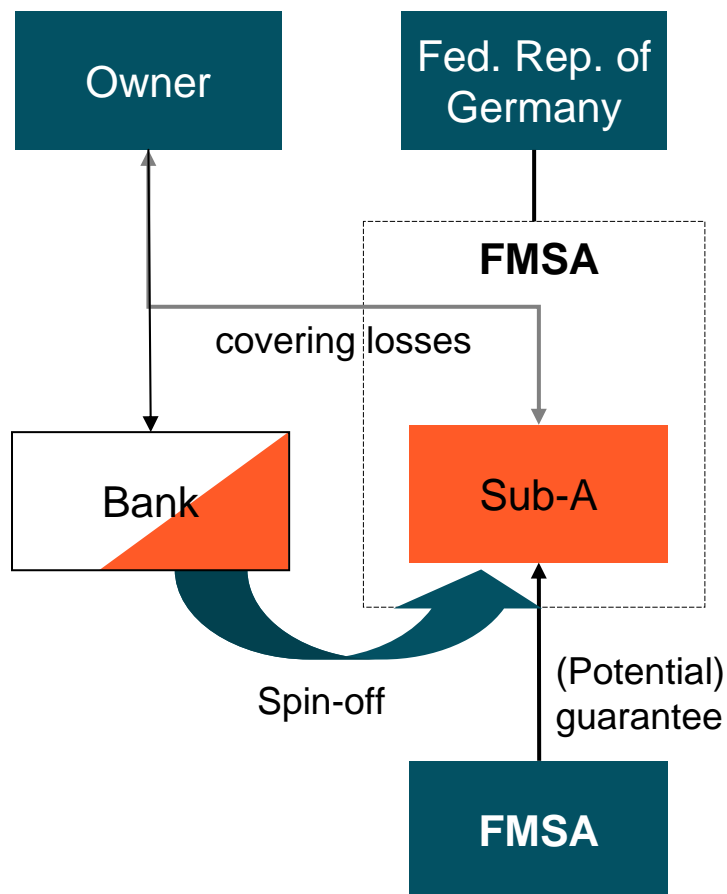 Owner
Fed. Rep. of
Germany
FMSA
covering losses
Bank
Sub-A
Spin-off
(Potential)
guarantee
FMSA